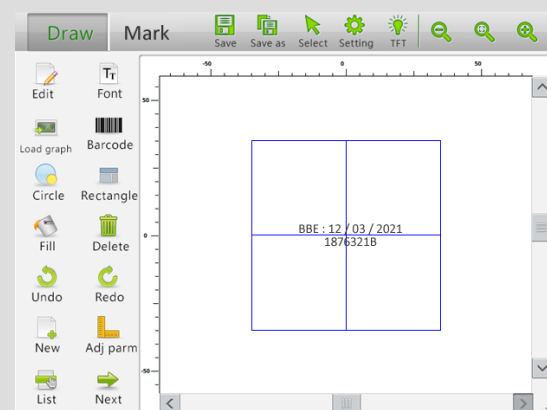 Draw Mark
Save Save as Select Setting TFT
Edit Font
Load graph Barcode
Circle Rectangle
Fill Delete
Undo Redo
New Adj parm
List Next
-50 0 50
50
0
-50
BBE : 12 / 03 / 2021
1876321B